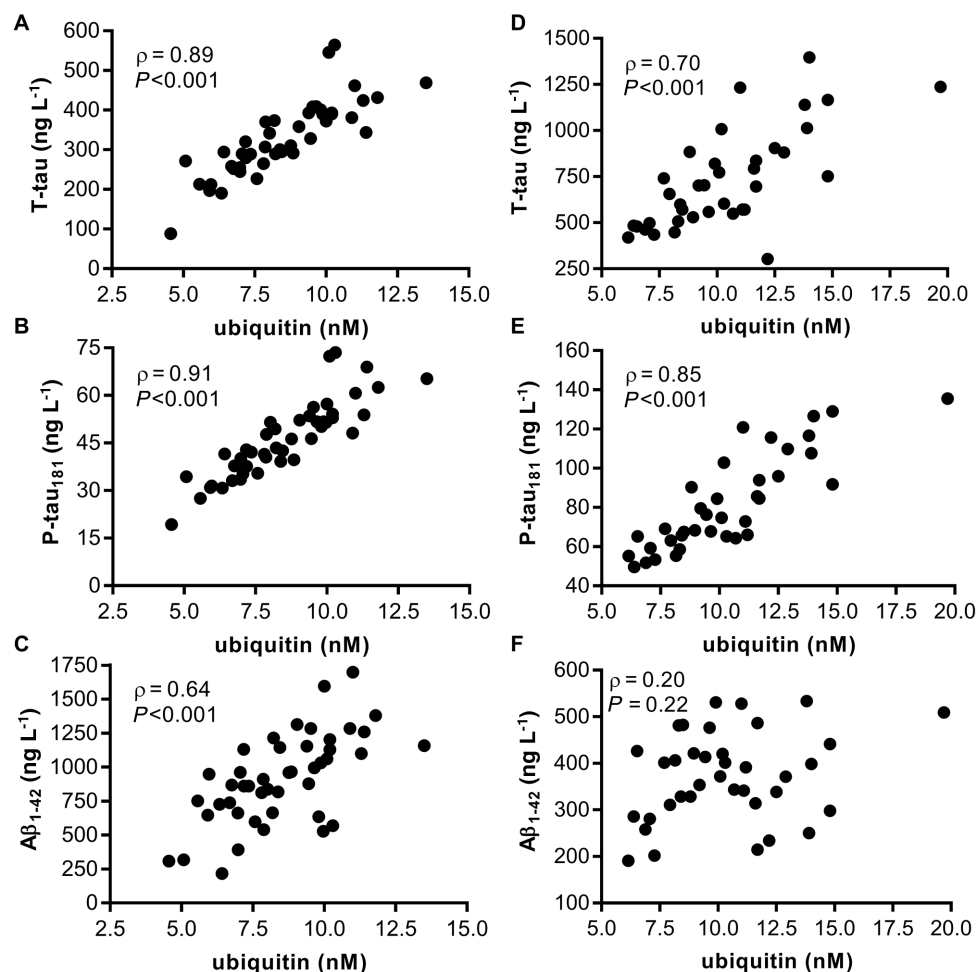 A
T-tau (ng L⁻¹)
600
500
400
300
200
100
0
ρ = 0.89
P<0.001
2.5 5.0 7.5 10.0 12.5 15.0
ubiquitin (nM)
D
T-tau (ng L⁻¹)
1500
1250
1000
750
500
250
ρ = 0.70
P<0.001
5.0 7.5 10.0 12.5 15.0 17.5 20.0
ubiquitin (nM)
B
P-tau₁₈₁ (ng L⁻¹)
75
60
45
30
15
0
ρ = 0.91
P<0.001
2.5 5.0 7.5 10.0 12.5 15.0
ubiquitin (nM)
E
P-tau₁₈₁ (ng L⁻¹)
160
140
120
100
80
60
40
ρ = 0.85
P<0.001
5.0 7.5 10.0 12.5 15.0 17.5 20.0
ubiquitin (nM)
C
Aβ₁₋₄₂ (ng L⁻¹)
1750
1500
1250
1000
750
500
250
0
ρ = 0.64
P<0.001
2.5 5.0 7.5 10.0 12.5 15.0
ubiquitin (nM)
F
Aβ₁₋₄₂ (ng L⁻¹)
600
500
400
300
200
100
ρ = 0.20
P = 0.22
5.0 7.5 10.0 12.5 15.0 17.5 20.0
ubiquitin (nM)